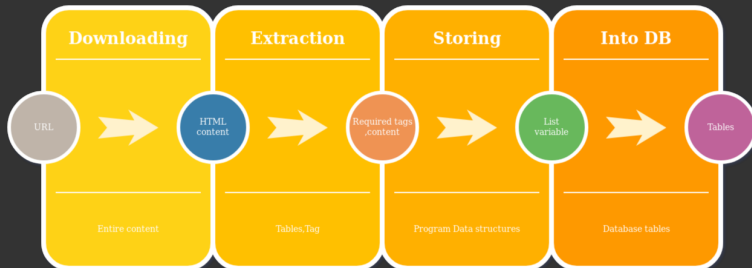 Downloading
Extraction
Storing
Into DB
URL
HTML
content
Required tags
,content
List
variable
Tables
Entire content
Tables,Tag
Program Data structures
Database tables